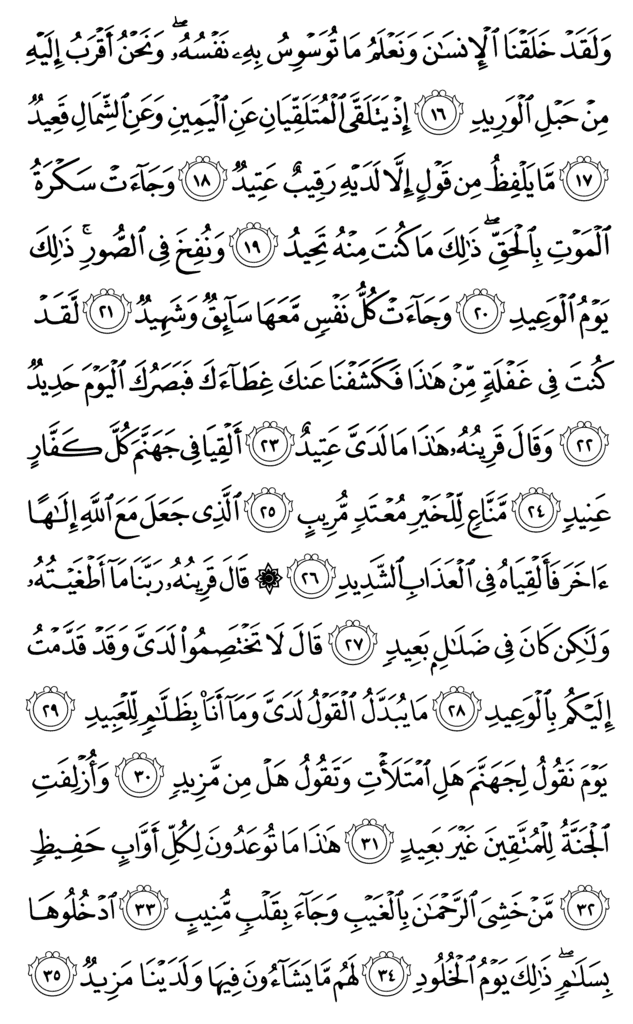 وَلَقَدۡ خَلَقۡنَا ٱلۡإِنسَٰنَ وَنَعۡلَمُ مَا تُوَسۡوِسُ بِهِۦ نَفۡسُهُۥۖ وَنَحۡنُ أَقۡرَبُ إِلَيۡهِ
مِنۡ حَبۡلِ ٱلۡوَرِيدِ ١٦ إِذۡ يَتَلَقَّى ٱلۡمُتَلَقِّيَانِ عَنِ ٱلۡيَمِينِ وَعَنِ ٱلشِّمَالِ قَعِيدٞ
١٧ مَّا يَلۡفِظُ مِن قَوۡلٍ إِلَّا لَدَيۡهِ رَقِيبٌ عَتِيدٞ ١٨ وَجَآءَتۡ سَكۡرَةُ
ٱلۡمَوۡتِ بِٱلۡحَقِّۖ ذَٰلِكَ مَا كُنتَ مِنۡهُ تَحِيدُ ١٩ وَنُفِخَ فِي ٱلصُّورِۚ ذَٰلِكَ
يَوۡمُ ٱلۡوَعِيدِ ٢٠ وَجَآءَتۡ كُلُّ نَفۡسٖ مَّعَهَا سَآئِقٞ وَشَهِيدٞ ٢١ لَّقَدۡ
كُنتَ فِي غَفۡلَةٖ مِّنۡ هَٰذَا فَكَشَفۡنَا عَنكَ غِطَآءَكَ فَبَصَرُكَ ٱلۡيَوۡمَ حَدِيدٞ
٢٢ وَقَالَ قَرِينُهُۥ هَٰذَا مَا لَدَيَّ عَتِيدٌ ٢٣ أَلۡقِيَا فِي جَهَنَّمَ كُلَّ كَفَّارٍ
عَنِيدٖ ٢٤ مَّنَّاعٖ لِّلۡخَيۡرِ مُعۡتَدٖ مُّرِيبٍ ٢٥ ٱلَّذِي جَعَلَ مَعَ ٱللَّهِ إِلَٰهًا
ءَاخَرَ فَأَلۡقِيَاهُ فِي ٱلۡعَذَابِ ٱلشَّدِيدِ ٢٦ ۞ قَالَ قَرِينُهُۥ رَبَّنَا مَآ أَطۡغَيۡتُهُۥ
وَلَٰكِن كَانَ فِي ضَلَٰلِۭ بَعِيدٖ ٢٧ قَالَ لَا تَخۡتَصِمُواْ لَدَيَّ وَقَدۡ قَدَّمۡتُ
إِلَيۡكُم بِٱلۡوَعِيدِ ٢٨ مَا يُبَدَّلُ ٱلۡقَوۡلُ لَدَيَّ وَمَآ أَنَا۠ بِظَلَّٰمٖ لِّلۡعَبِيدِ ٢٩
يَوۡمَ نَقُولُ لِجَهَنَّمَ هَلِ ٱمۡتَلَأۡتِ وَتَقُولُ هَلۡ مِن مَّزِيدٖ ٣٠ وَأُزۡلِفَتِ
ٱلۡجَنَّةُ لِلۡمُتَّقِينَ غَيۡرَ بَعِيدٍ ٣١ هَٰذَا مَا تُوعَدُونَ لِكُلِّ أَوَّابٍ حَفِيظٖ
٣٢ مَّنۡ خَشِيَ ٱلرَّحۡمَٰنَ بِٱلۡغَيۡبِ وَجَآءَ بِقَلۡبٖ مُّنِيبٍ ٣٣ ٱدۡخُلُوهَا
بِسَلَٰمٖۖ ذَٰلِكَ يَوۡمُ ٱلۡخُلُودِ ٣٤ لَهُم مَّا يَشَآءُونَ فِيهَا وَلَدَيۡنَا مَزِيدٞ ٣٥